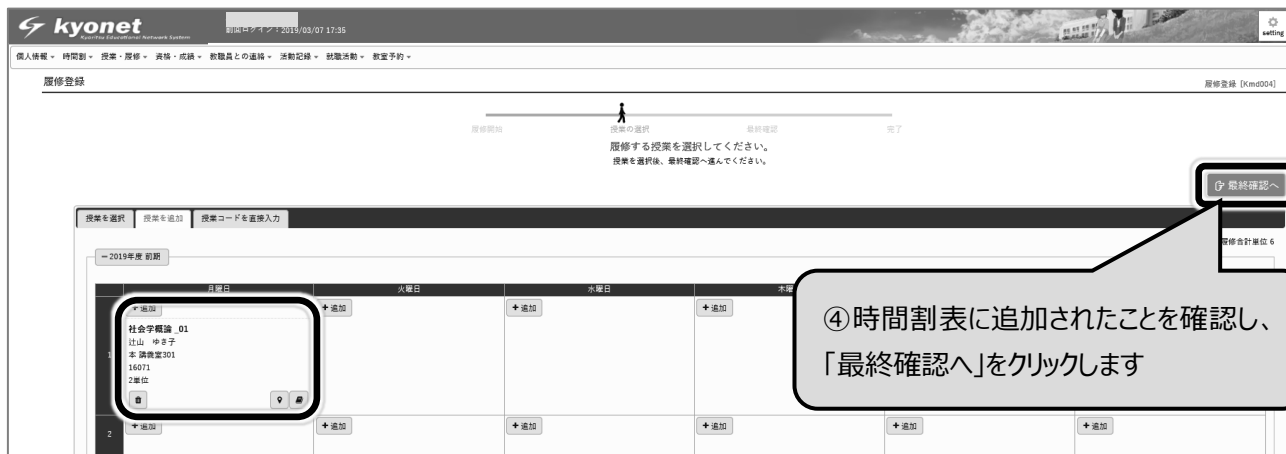 kyonet
Kyoritsu Educational Network System
前回ログイン：2019/03/07 17:35
setting
個人情報 時間割 授業・履修 資格・成績 教職員との連絡 活動記録 就職活動 教室予約
履修登録
履修登録 [Kmd004]
履修開始 授業の選択 最終確認 完了
履修する授業を選択してください。
授業を選択後、最終確認へ進んでください。
最終確認へ
授業を選択 授業を追加 授業コードを直接入力
履修合計単位 6
－2019年度 前期
月曜日 火曜日 水曜日 木曜
＋追加 ＋追加 ＋追加 ＋追加
1
社会学概論 _01
辻山 ゆき子
本 講義室301
16071
2単位
④時間割表に追加されたことを確認し、
「最終確認へ」をクリックします
2 ＋追加 ＋追加 ＋追加 ＋追加 ＋追加 ＋追加